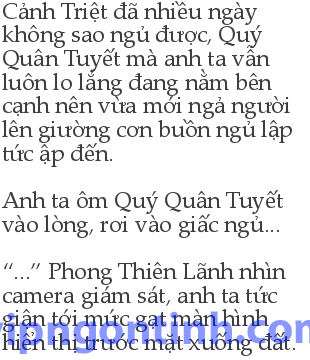 Cảnh Triệt đã nhiều ngày
không sao ngủ được, Quý
Quân Tuyết mà anh ta vẫn
luôn lo lắng đang nằm bên
cạnh nên vừa mới ngả người
lên giường cơn buồn ngủ lập
tức ập đến.
Anh ta ôm Quý Quân Tuyết
vào lòng, rơi vào giấc ngủ...
“...” Phong Thiên Lãnh nhìn
camera giám sát, anh ta tức
giận tới mức gạt màn hình
hiển thị trước mặt xuống đất.
vipngontinh.com